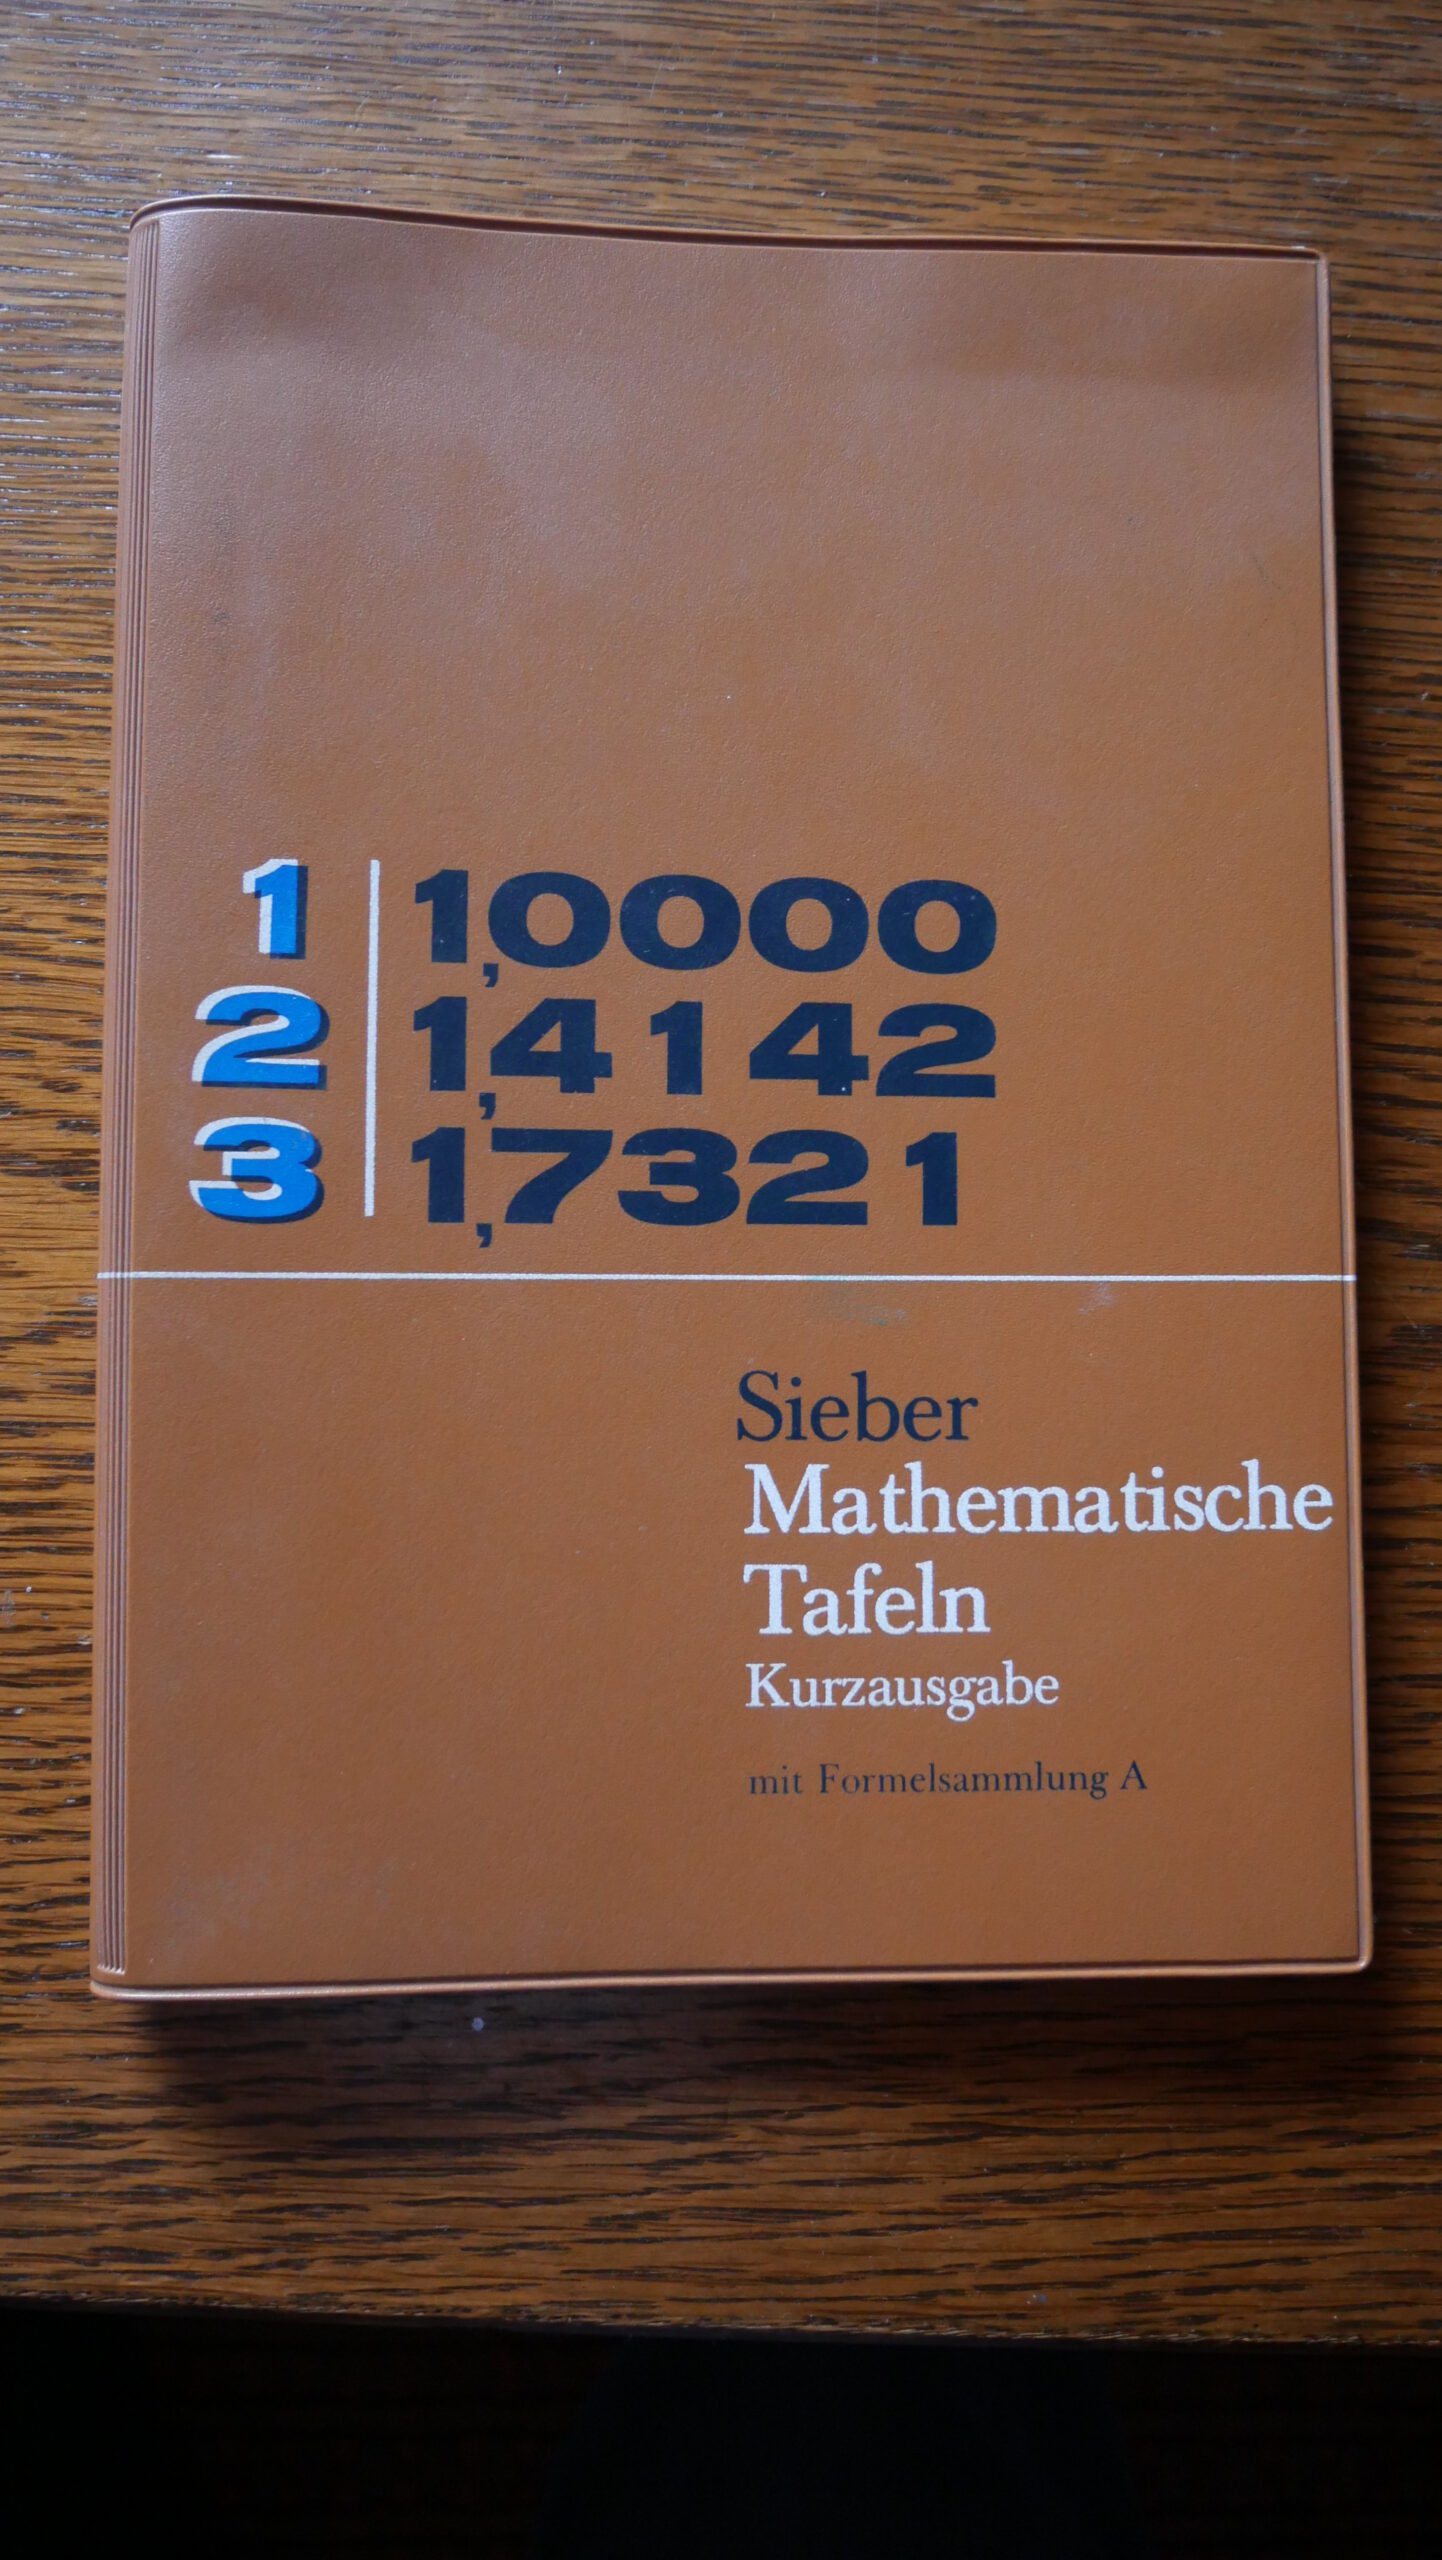 1 1,0000
2 1,4142
3 1,7321
Sieber
Mathematische
Tafeln
Kurzausgabe
mit Formelsammlung A